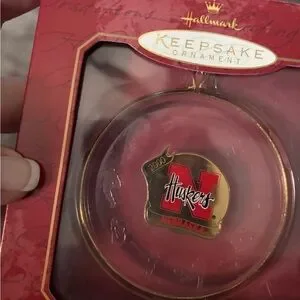 Hallmark
KEEPSAKE
ORNAMENT
2000
N
Huskers